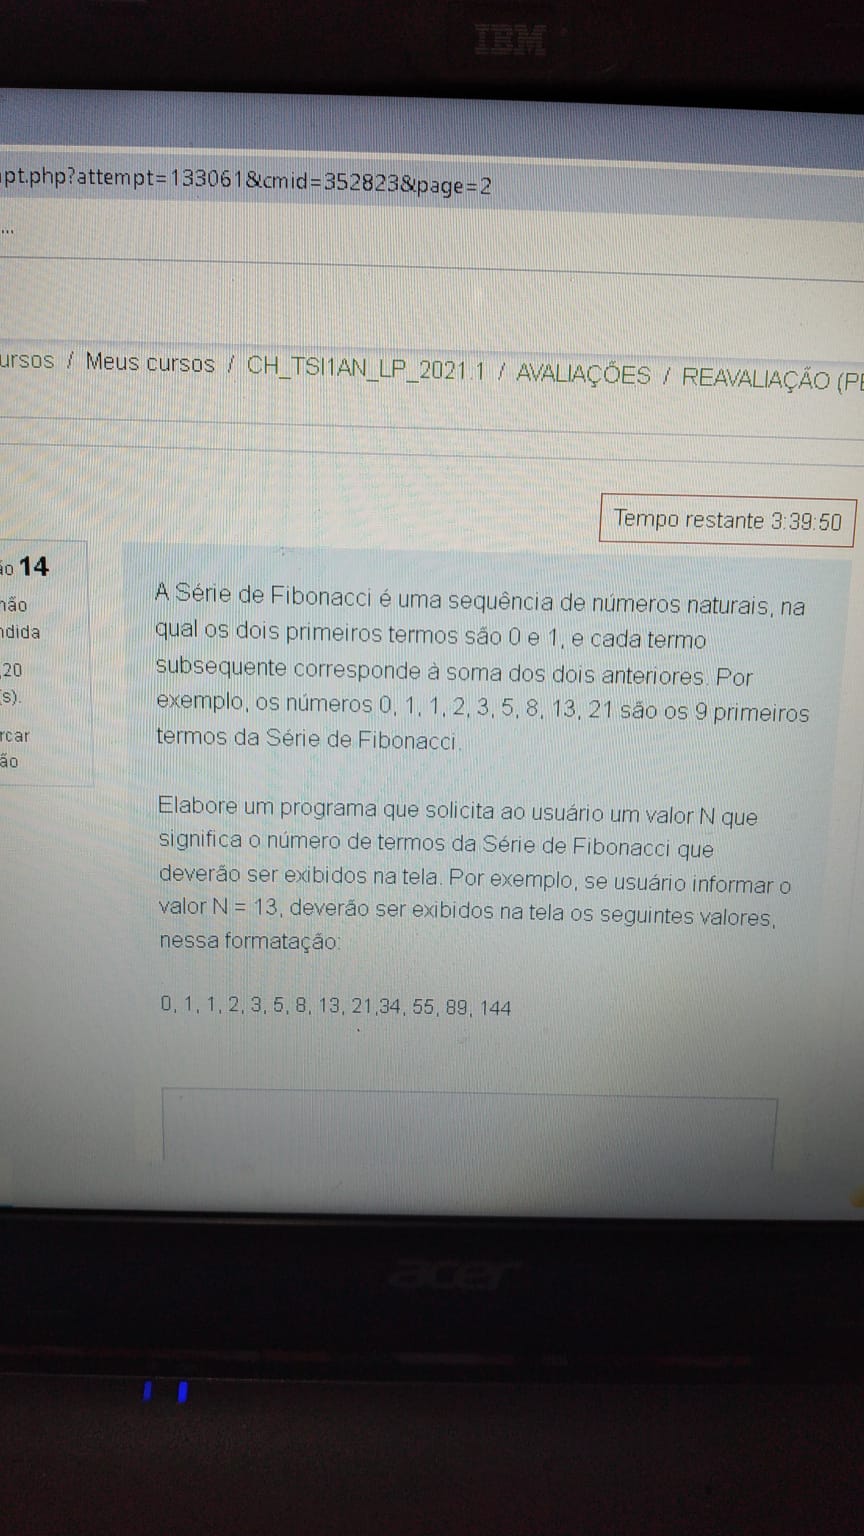 IBM
pt.php?attempt=133061&cmid=352823&page=2
...
ursos / Meus cursos / CH_TSI1AN_LP_2021.1 / AVALIAÇÕES / REAVALIAÇÃO (PE
Tempo restante 3:39:50
ão 14
não
ndida
,20
(s).
rcar
ão
A Série de Fibonacci é uma sequência de números naturais, na
qual os dois primeiros termos são 0 e 1, e cada termo
subsequente corresponde à soma dos dois anteriores. Por
exemplo, os números 0, 1, 1, 2, 3, 5, 8, 13, 21 são os 9 primeiros
termos da Série de Fibonacci.
Elabore um programa que solicita ao usuário um valor N que
significa o número de termos da Série de Fibonacci que
deverão ser exibidos na tela. Por exemplo, se usuário informar o
valor N = 13, deverão ser exibidos na tela os seguintes valores,
nessa formatação:
0, 1, 1, 2, 3, 5, 8, 13, 21,34, 55, 89, 144
acer